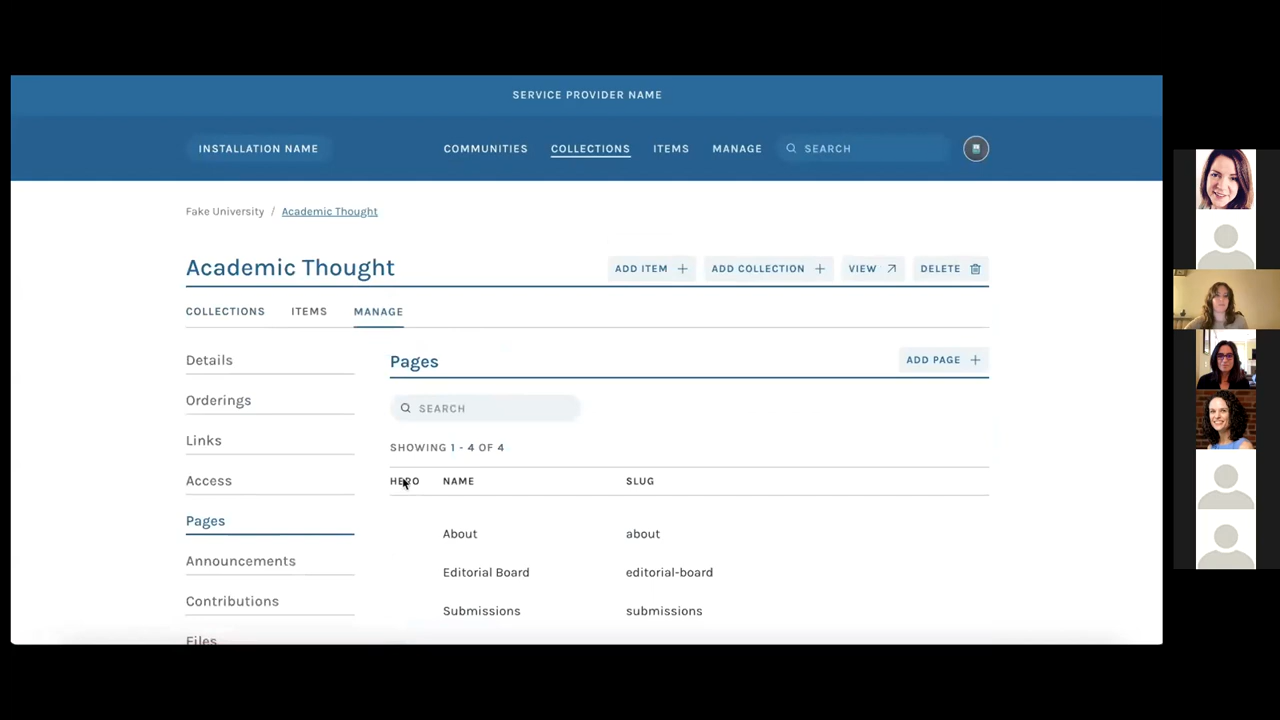 SERVICE PROVIDER NAME
INSTALLATION NAME COMMUNITIES COLLECTIONS ITEMS MANAGE SEARCH
Fake University / Academic Thought
Academic Thought ADD ITEM + ADD COLLECTION + VIEW DELETE
COLLECTIONS ITEMS MANAGE
Details
Orderings
Links
Access
Pages
Announcements
Contributions
Files
Pages ADD PAGE +
SEARCH
SHOWING 1 - 4 OF 4
HERO NAME SLUG
About about
Editorial Board editorial-board
Submissions submissions